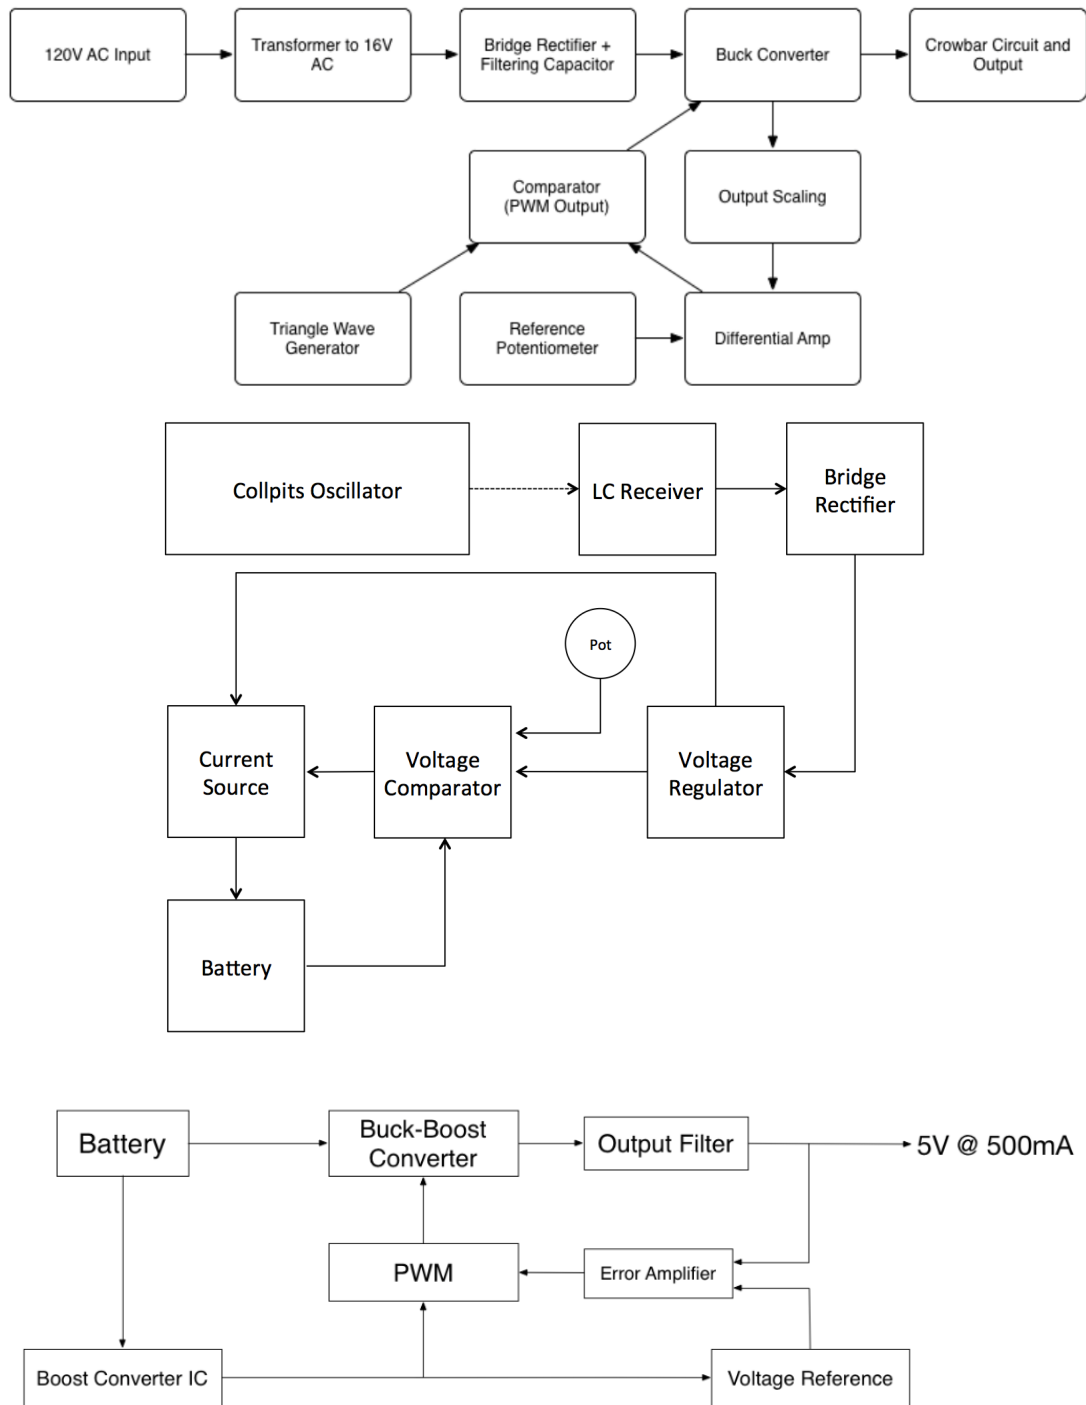 120V AC Input
Transformer to 16V
AC
Bridge Rectifier +
Filtering Capacitor
Buck Converter
Crowbar Circuit and
Output
Comparator
(PWM Output)
Output Scaling
Triangle Wave
Generator
Reference
Potentiometer
Differential Amp
Collpits Oscillator
LC Receiver
Bridge
Rectifier
Pot
Current
Source
Voltage
Comparator
Voltage
Regulator
Battery
Battery
Buck-Boost
Converter
Output Filter
5V @ 500mA
PWM
Error Amplifier
Boost Converter IC
Voltage Reference